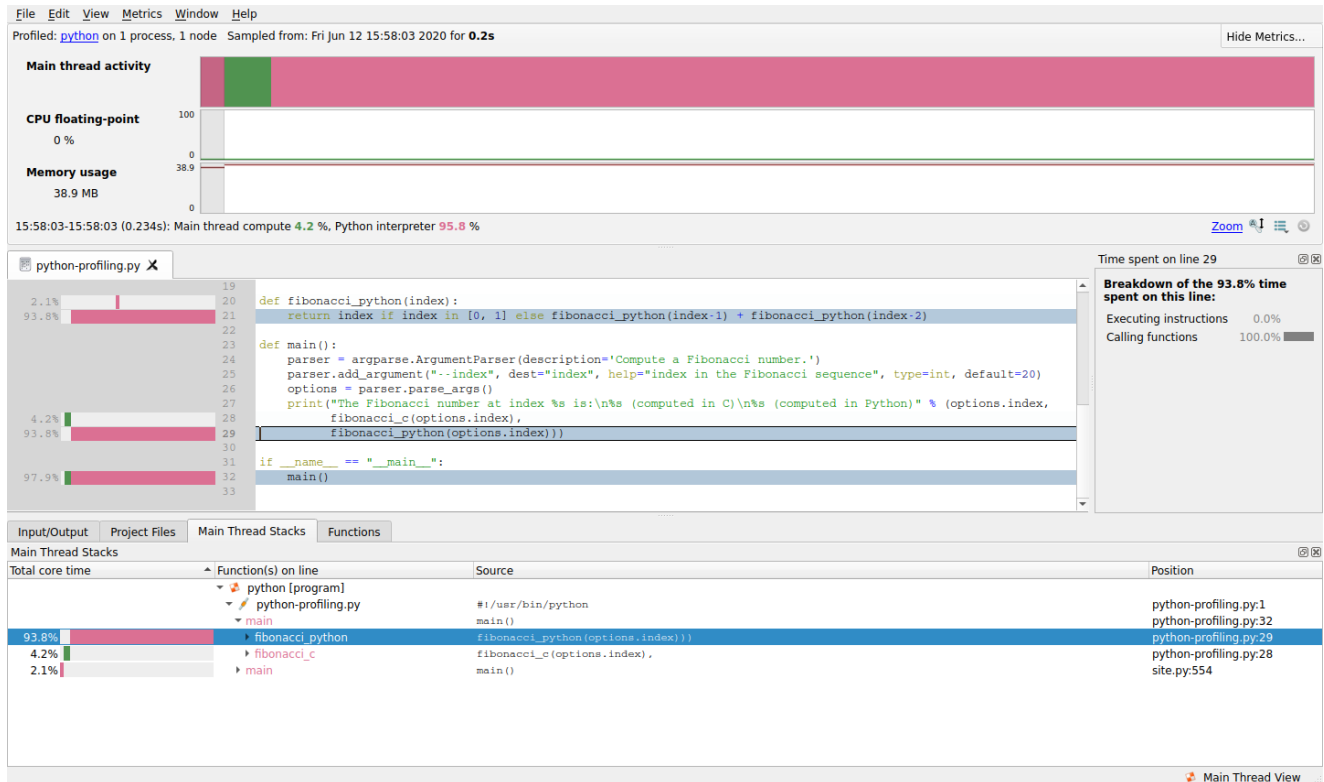 File Edit View Metrics Window Help
Profiled: python on 1 process, 1 node Sampled from: Fri Jun 12 15:58:03 2020 for 0.2s
Hide Metrics...
Main thread activity
CPU floating-point
0 %
100
0
Memory usage
38.9 MB
38.9
0
15:58:03-15:58:03 (0.234s): Main thread compute 4.2 %, Python interpreter 95.8 %
Zoom
python-profiling.py
19
2.1% 20 def fibonacci_python(index):
93.8% 21 return index if index in [0, 1] else fibonacci_python(index-1) + fibonacci_python(index-2)
22
23 def main():
24 parser = argparse.ArgumentParser(description='Compute a Fibonacci number.')
25 parser.add_argument("--index", dest="index", help="index in the Fibonacci sequence", type=int, default=20)
26 options = parser.parse_args()
27 print("The Fibonacci number at index %s is:\n%s (computed in C)\n%s (computed in Python)" % (options.index,
4.2% 28 fibonacci_c(options.index),
93.8% 29 fibonacci_python(options.index)))
30
31 if __name__ == "__main__":
97.9% 32 main()
33
Time spent on line 29
Breakdown of the 93.8% time
spent on this line:
Executing instructions 0.0%
Calling functions 100.0%
Input/Output Project Files Main Thread Stacks Functions
Main Thread Stacks
Total core time Function(s) on line Source Position
python [program]
python-profiling.py #!/usr/bin/python python-profiling.py:1
main main() python-profiling.py:32
93.8% fibonacci_python fibonacci_python(options.index))) python-profiling.py:29
4.2% fibonacci_c fibonacci_c(options.index), python-profiling.py:28
2.1% main main() site.py:554
Main Thread View